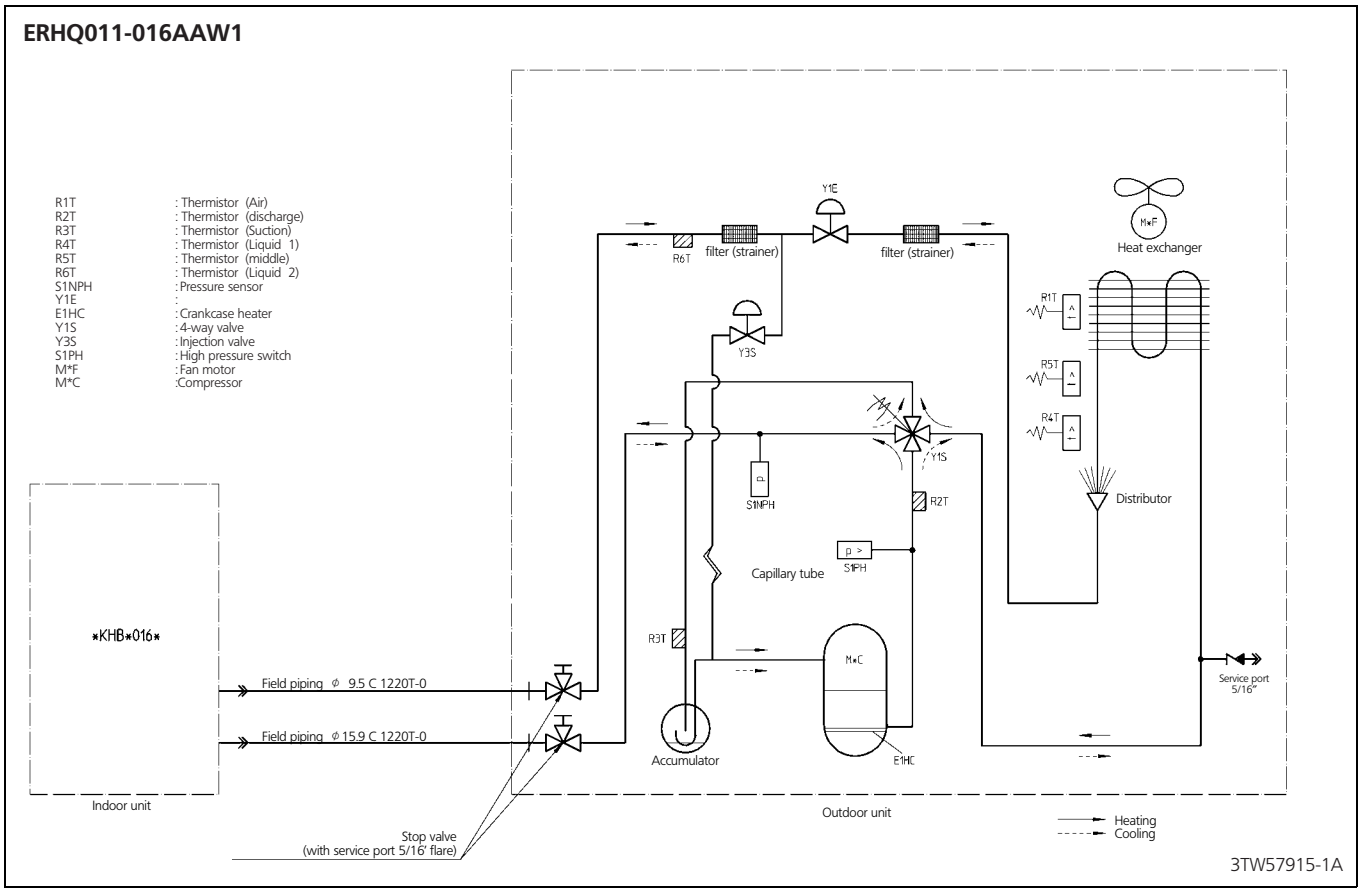 ERHQ011-016AAW1
R1T : Thermistor (Air)
R2T : Thermistor (discharge)
R3T : Thermistor (Suction)
R4T : Thermistor (Liquid 1)
R5T : Thermistor (middle)
R6T : Thermistor (Liquid 2)
S1NPH : Pressure sensor
Y1E :
E1HC : Crankcase heater
Y1S : 4-way valve
Y3S : Injection valve
S1PH : High pressure switch
M*F : Fan motor
M*C :Compressor
Y1E
M*F
Heat exchanger
R6T
filter (strainer)
filter (strainer)
R1T
Y3S
R5T
R4T
Y1S
p
S1NPH
R2T
Distributor
p >
S1PH
Capillary tube
R3T
M*C
*KHB*016*
Field piping ϕ 9.5 C 1220T-0
Service port
5/16"
Field piping ϕ 15.9 C 1220T-0
Accumulator
E1HC
Indoor unit
Outdoor unit
Heating
Cooling
Stop valve
(with service port 5/16' flare)
3TW57915-1A